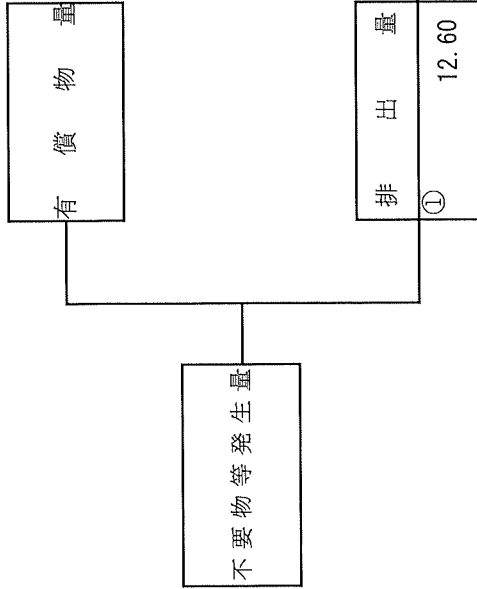 有償物量
不要物等発生量
排出量
①
12.60